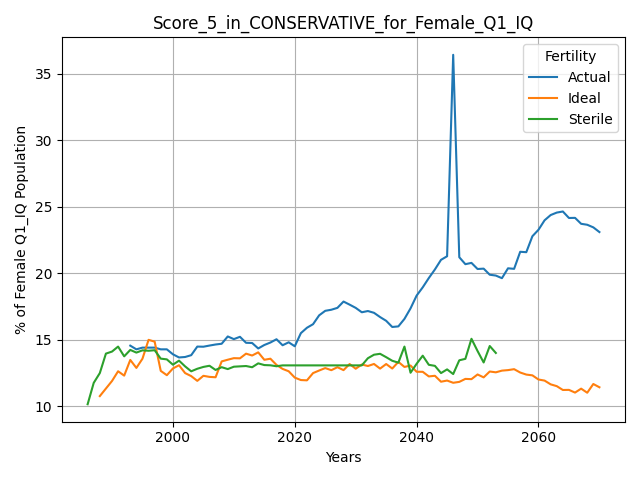 Score_5_in_CONSERVATIVE_for_Female_Q1_IQ
Fertility
Actual
Ideal
Sterile
% of Female Q1_IQ Population
35
30
25
20
15
10
2000
2020
2040
2060
Years